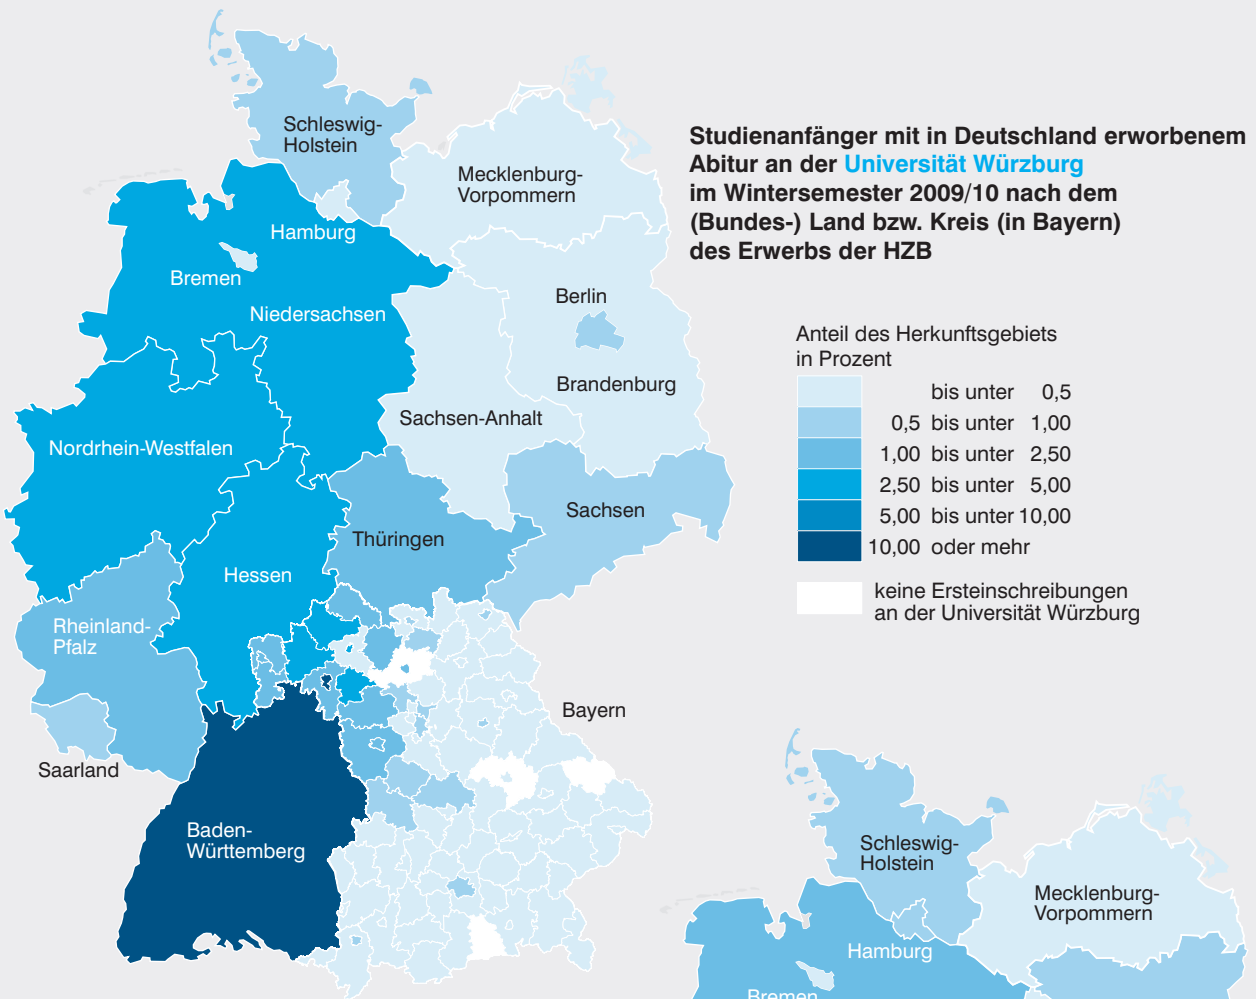 Studienanfänger mit in Deutschland erworbenem
Abitur an der Universität Würzburg
im Wintersemester 2009/10 nach dem
(Bundes-) Land bzw. Kreis (in Bayern)
des Erwerbs der HZB
Anteil des Herkunftsgebiets
in Prozent
bis unter 0,5
0,5 bis unter 1,00
1,00 bis unter 2,50
2,50 bis unter 5,00
5,00 bis unter 10,00
10,00 oder mehr
keine Ersteinschreibungen
an der Universität Würzburg
Schleswig-
Holstein
Mecklenburg-
Vorpommern
Hamburg
Bremen
Niedersachsen
Berlin
Brandenburg
Sachsen-Anhalt
Nordrhein-Westfalen
Sachsen
Thüringen
Hessen
Rheinland-
Pfalz
Bayern
Saarland
Baden-
Württemberg
Schleswig-
Holstein
Mecklenburg-
Vorpommern
Hamburg
Bremen